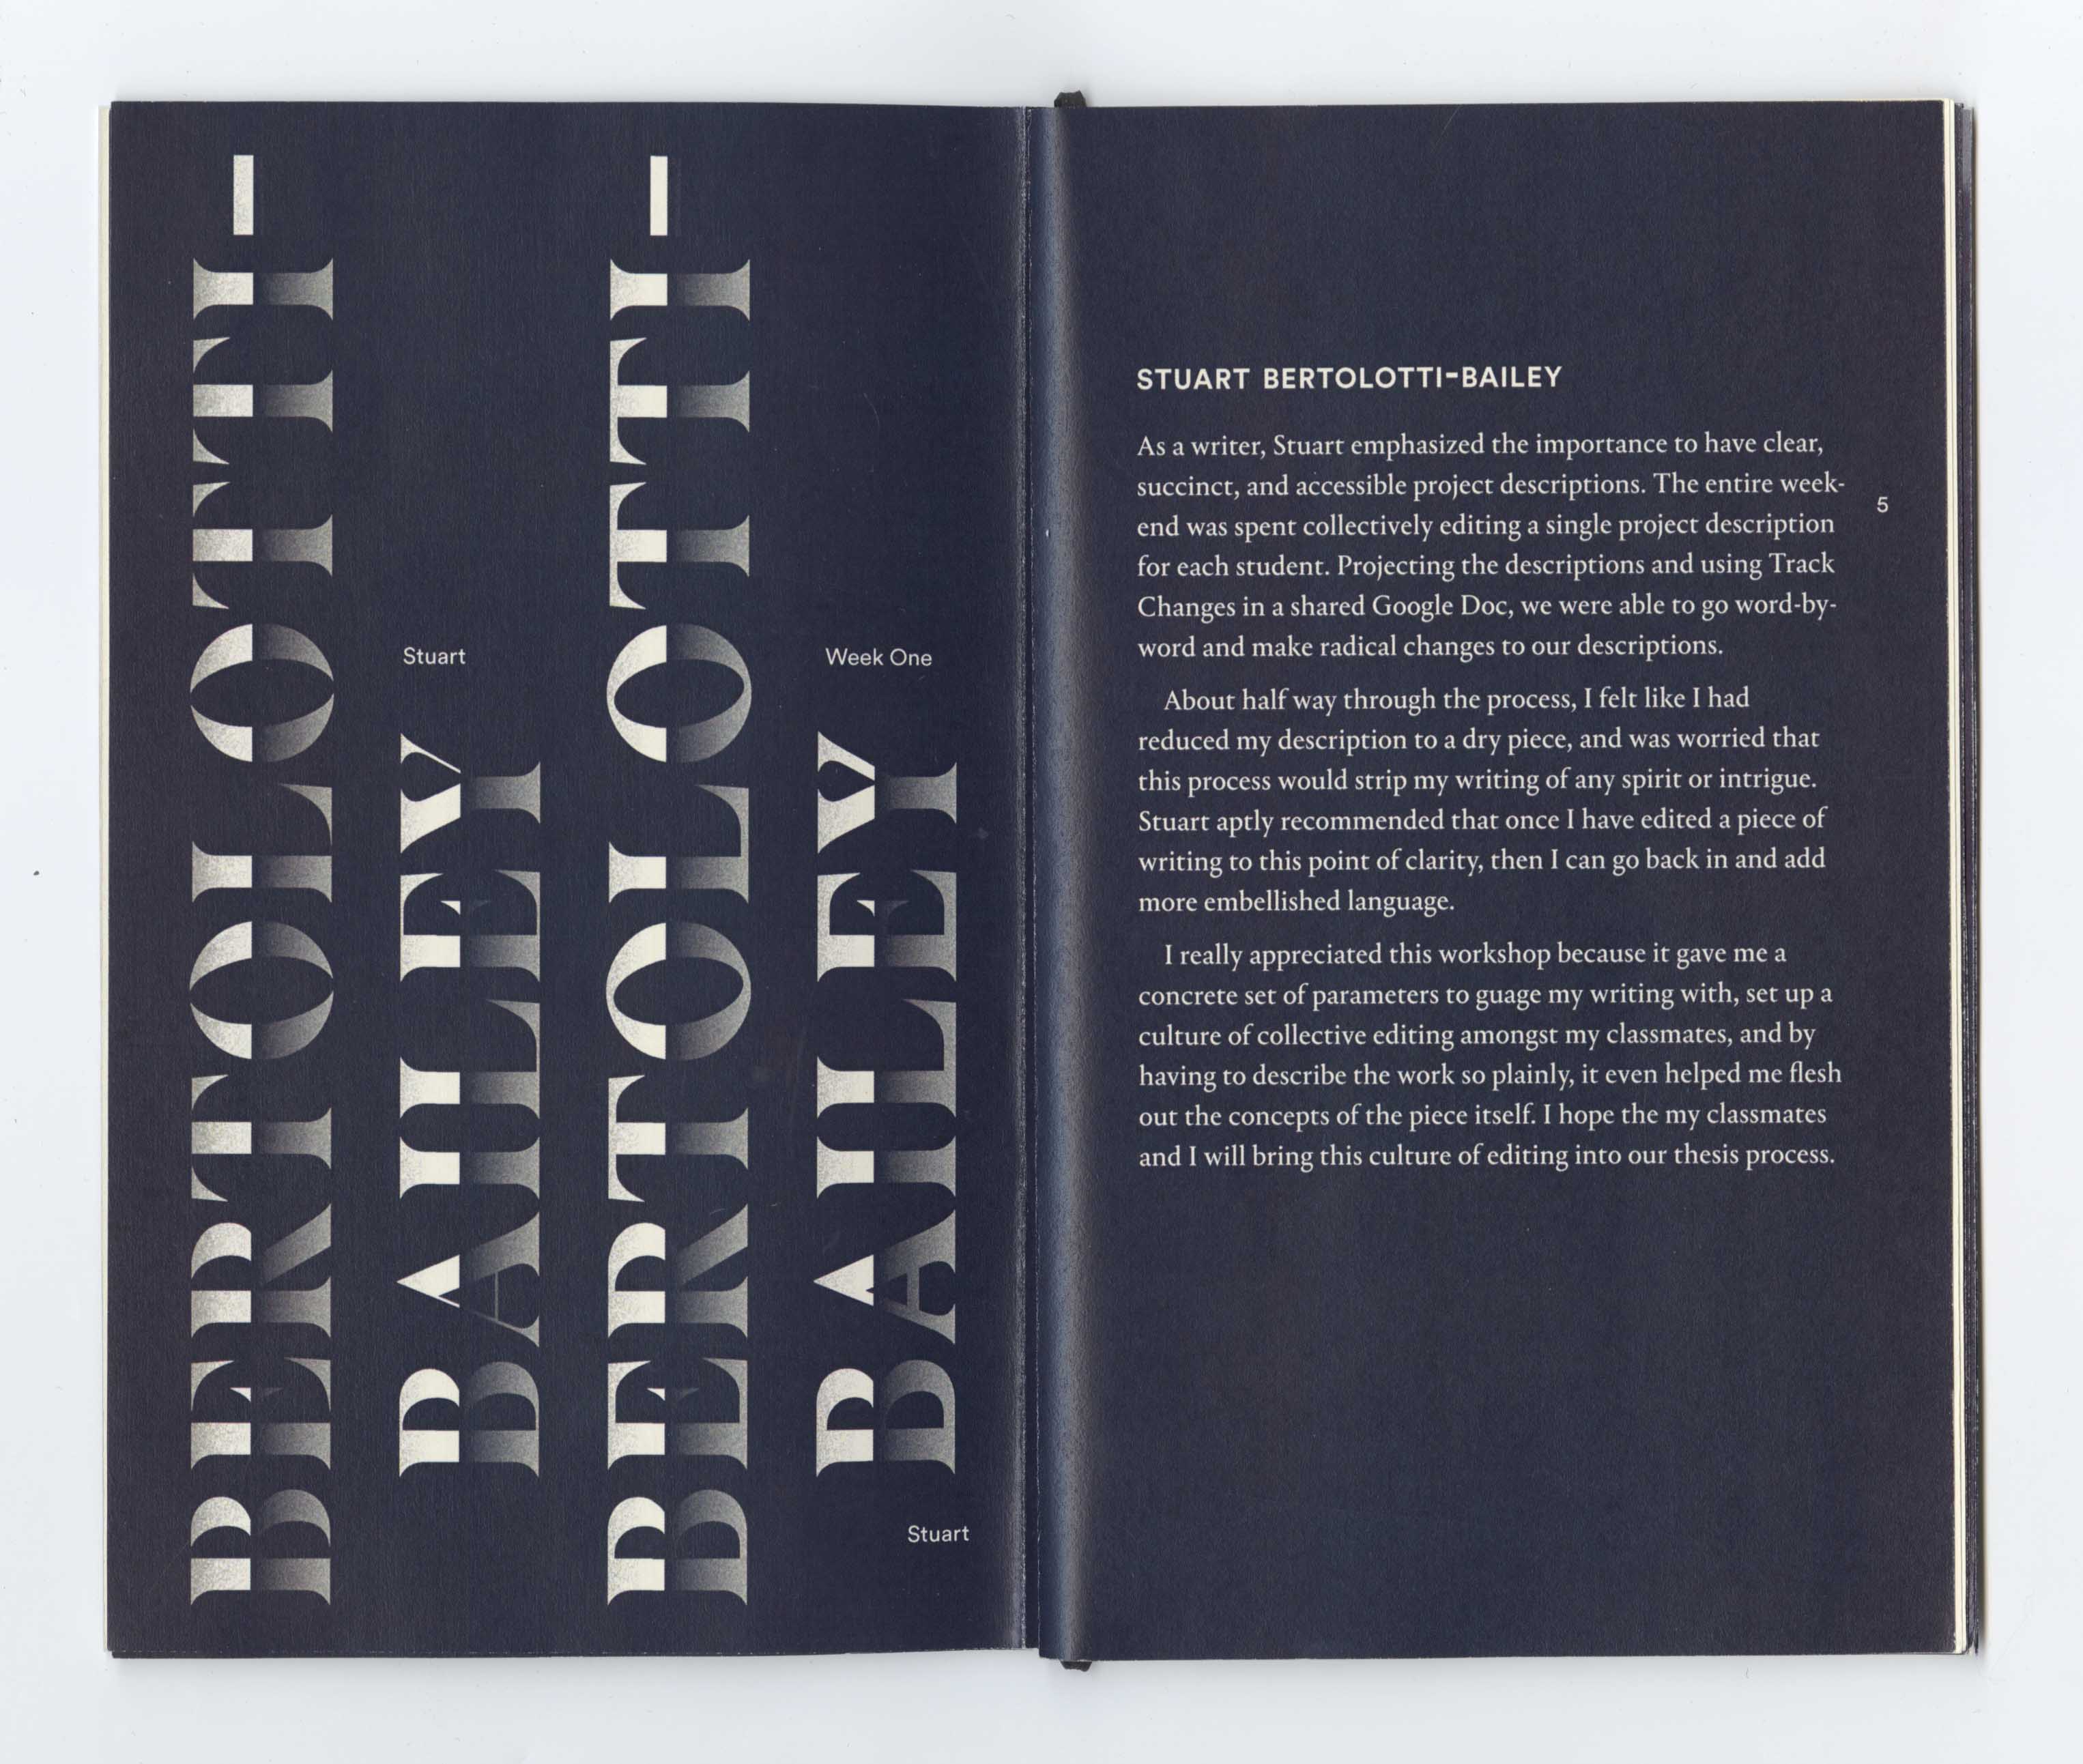 BERTOLOTTI-
Stuart
BAILEY
BERTOLOTTI-
Week One
BAILEY
Stuart
STUART BERTOLOTTI-BAILEY
As a writer, Stuart emphasized the importance to have clear,
succinct, and accessible project descriptions. The entire week-
end was spent collectively editing a single project description
for each student. Projecting the descriptions and using Track
Changes in a shared Google Doc, we were able to go word-by-
word and make radical changes to our descriptions.
About half way through the process, I felt like I had
reduced my description to a dry piece, and was worried that
this process would strip my writing of any spirit or intrigue.
Stuart aptly recommended that once I have edited a piece of
writing to this point of clarity, then I can go back in and add
more embellished language.
I really appreciated this workshop because it gave me a
concrete set of parameters to guage my writing with, set up a
culture of collective editing amongst my classmates, and by
having to describe the work so plainly, it even helped me flesh
out the concepts of the piece itself. I hope the my classmates
and I will bring this culture of editing into our thesis process.
5